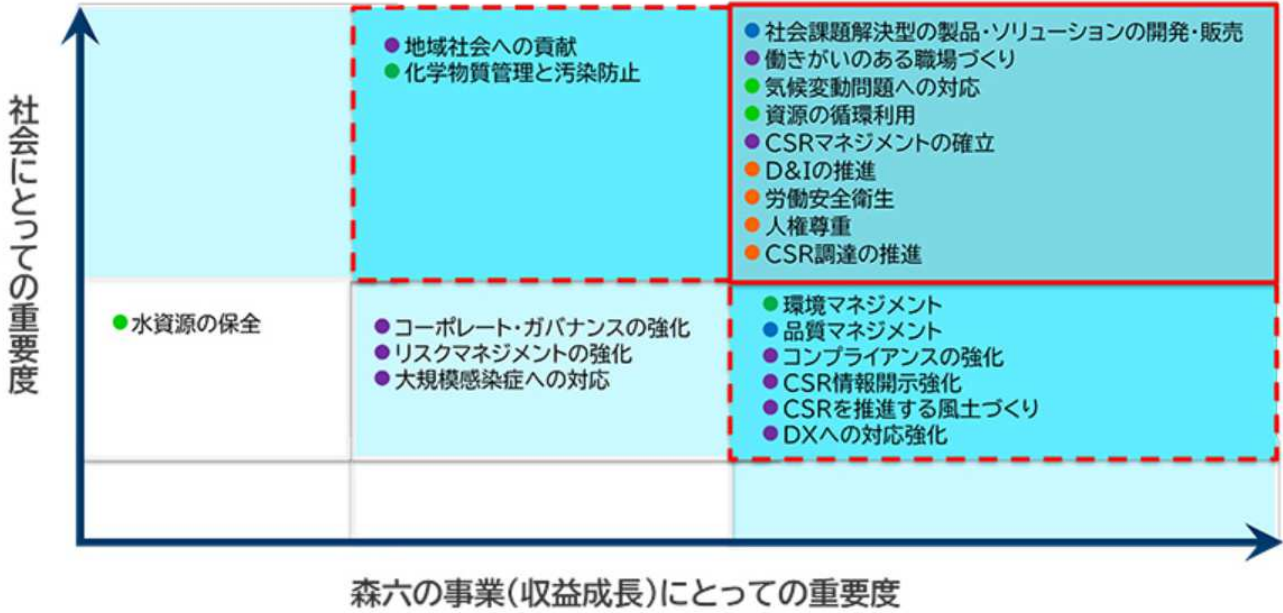 社会にとっての重要度
地域社会への貢献
化学物質管理と汚染防止
社会課題解決型の製品・ソリューションの開発・販売
働きがいのある職場づくり
気候変動問題への対応
資源の循環利用
CSRマネジメントの確立
D&Iの推進
労働安全衛生
人権尊重
CSR調達の推進
水資源の保全
コーポレート・ガバナンスの強化
リスクマネジメントの強化
大規模感染症への対応
環境マネジメント
品質マネジメント
コンプライアンスの強化
CSR情報開示強化
CSRを推進する風土づくり
DXへの対応強化
森六の事業(収益成長)にとっての重要度